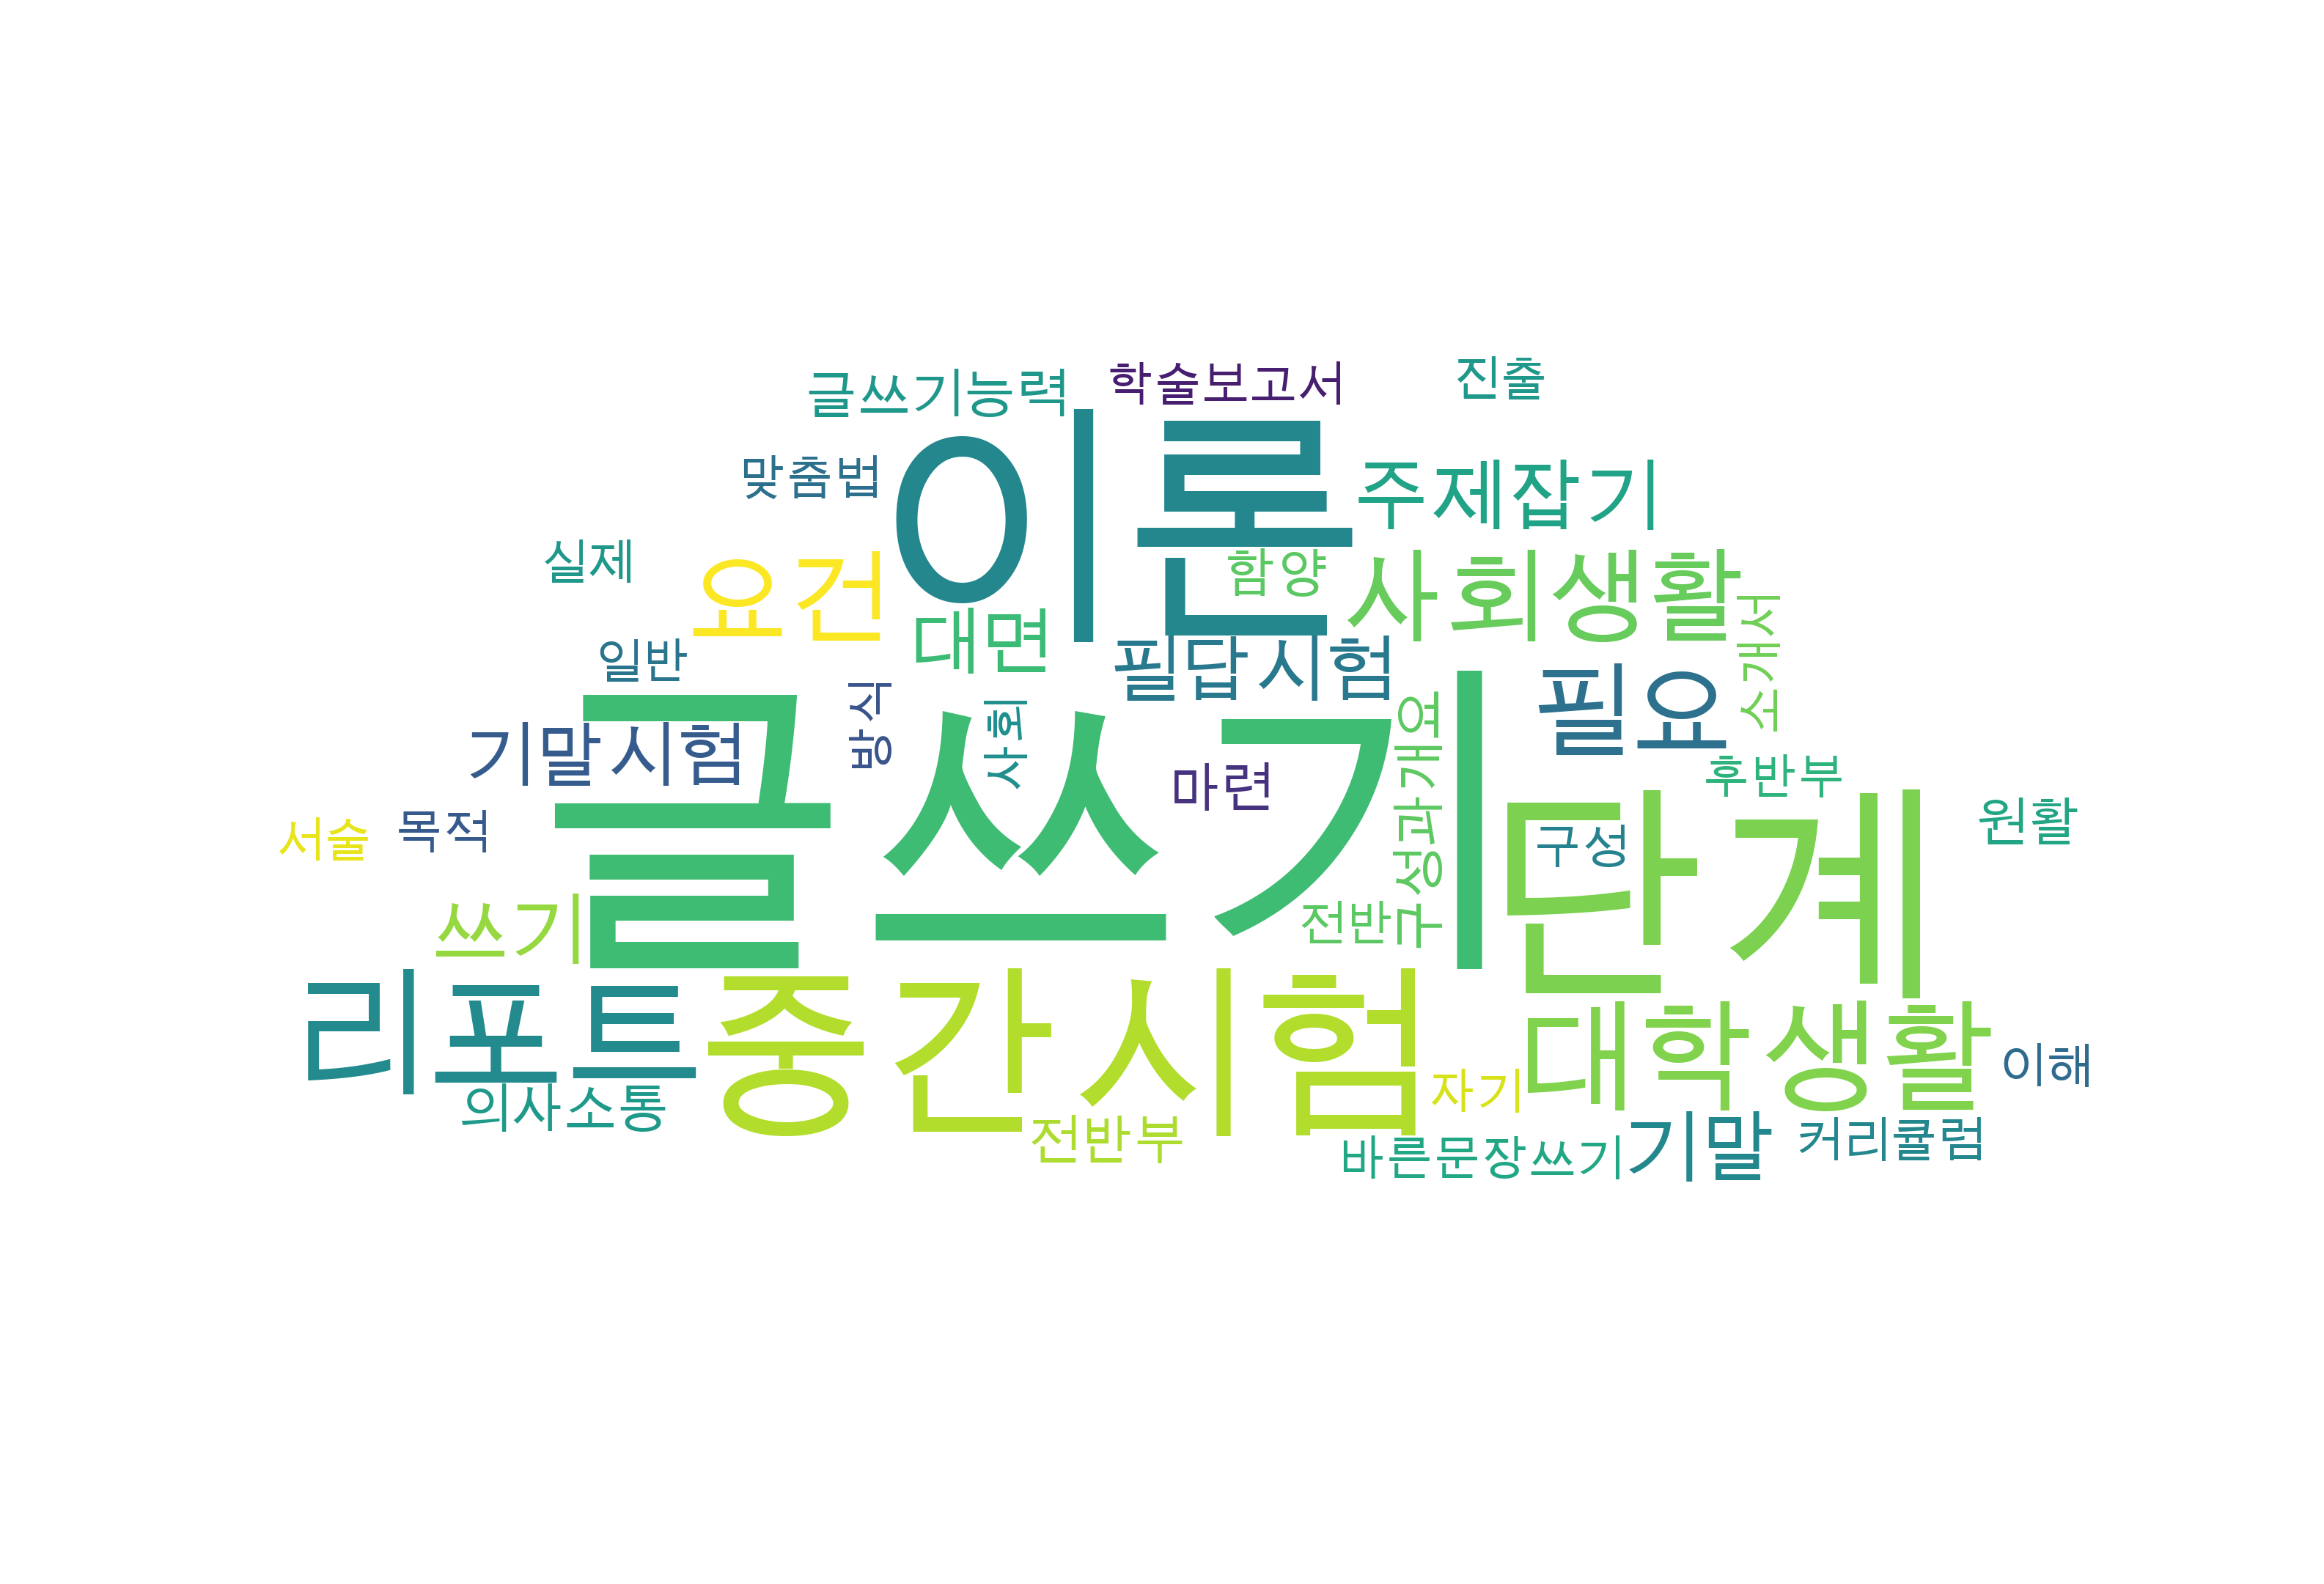 글쓰기능력
학술보고서
진출
맞춤법
이론
주제잡기
실제
요건
함양
사회생활
소개서
대면
일반
필답 시험
필요
방식
사회
기말 시험
글쓰기
구성과개요
마련
후반부
단계
구성
원활
서술
목적
쓰기
전반
리포트
중간시험
대학 생활
이해
자기
의사소통
전반부
바른문장쓰기
기말
커리큘럼